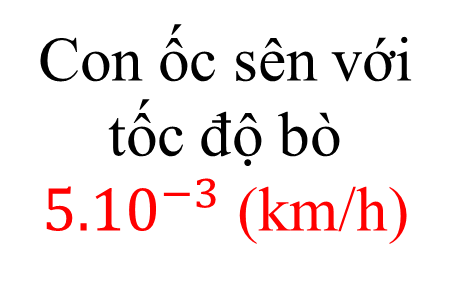 Con ốc sên với
tốc độ bò
5.10⁻³ (km/h)